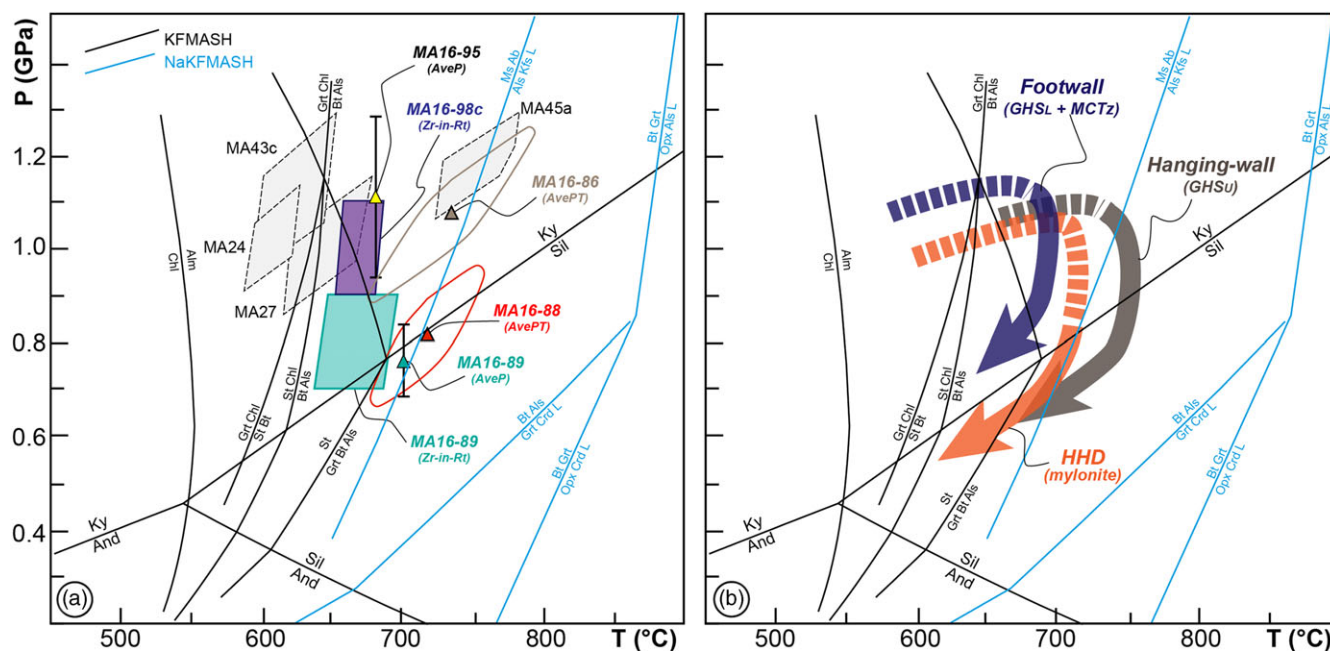 P (GPa)
KFMASH
NaKFMASH
1.2
1.0
0.8
0.6
0.4
MA16-95
(AveP)
MA16-98c
(Zr-in-Rt)
MA45a
MA43c
MA24
MA27
MA16-86
(AvePT)
MA16-88
(AvePT)
MA16-89
(AveP)
MA16-89
(Zr-in-Rt)
Grt Chl
Bt Als
Ms Ab
Als Kfs L
Bt Grt
Opx Als L
Alm
Chl
Ky
Sil
Grt Chl
St Bt
St Chl
Bt Als
St
Grt Bt Als
Bt Als
Grt Crd L
Bt Grt
Opx Crd L
Ky
And
Sil
And
(a)
500
600
700
800
T (°C)
Footwall
(GHSL + MCTz)
Hanging-wall
(GHSU)
HHD
(mylonite)
Grt Chl
Bt Als
Ms Ab
Als Kfs L
Bt Grt
Opx Als L
Alm
Chl
Ky
Sil
Grt Chl
St Bt
St Chl
Bt Als
St
Grt Bt Als
Bt Als
Grt Crd L
Bt Grt
Opx Crd L
Ky
And
Sil
And
(b)
500
600
700
800
T (°C)